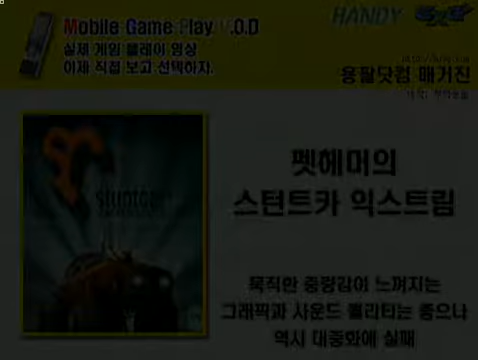 Mobile Game Play V.O.D
실제 게임 플레이 영상
이제 직접 보고 선택하자.
HANDY
용팔닷컴 매거진
stuntcar
펫헤머의
스턴트카 익스트림
묵직한 중량감이 느껴지는
그래픽과 사운드 퀄리티는 좋으나
역시 대중화에 실패